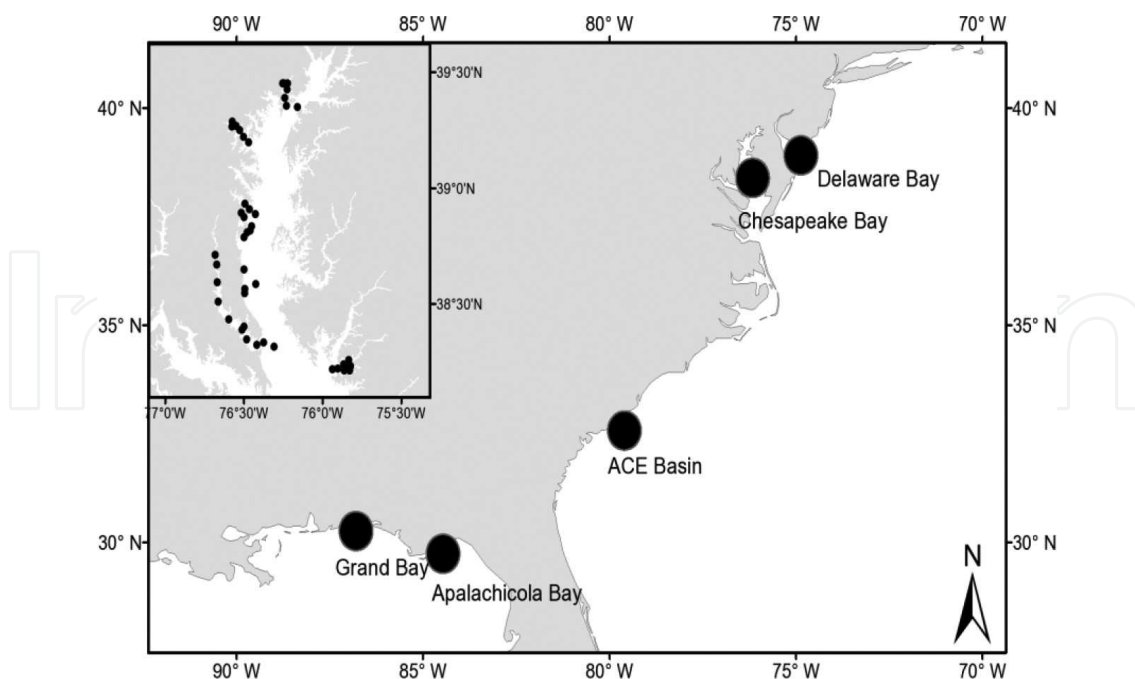 90° W 85° W 80° W 75° W 70° W
39°30'N
40° N 40° N
39°0'N
Delaware Bay
Chesapeake Bay
38°30'N
35° N 35° N
77°0'W 76°30'W 76°0'W 75°30'W
ACE Basin
30° N 30° N
Grand Bay
Apalachicola Bay
N
90° W 85° W 80° W 75° W 70° W